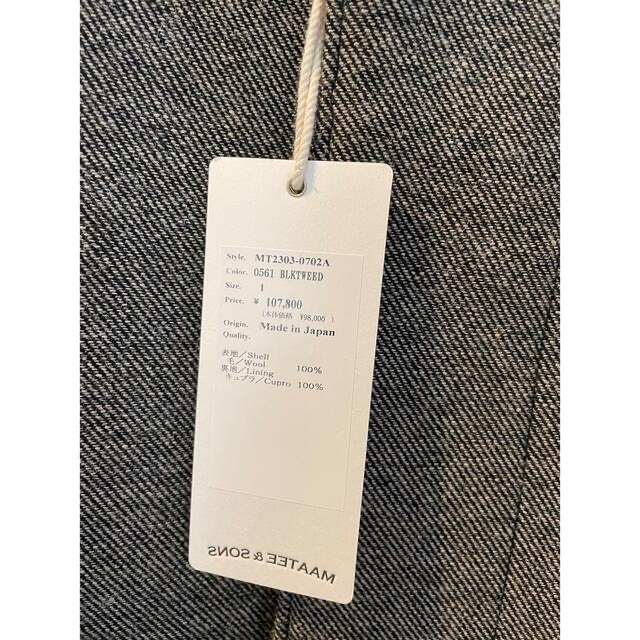 Style. MT2303-0702A
Color. 0561 BLKTWEED
Size. 1
Price. ¥ 107,800
(本体価格 ¥98,000 )
Origin. Made in Japan
Quality.
表地/Shell
毛/Wool 100%
裏地/Lining
キュプラ/Cupro 100%
MAATEE & SONS